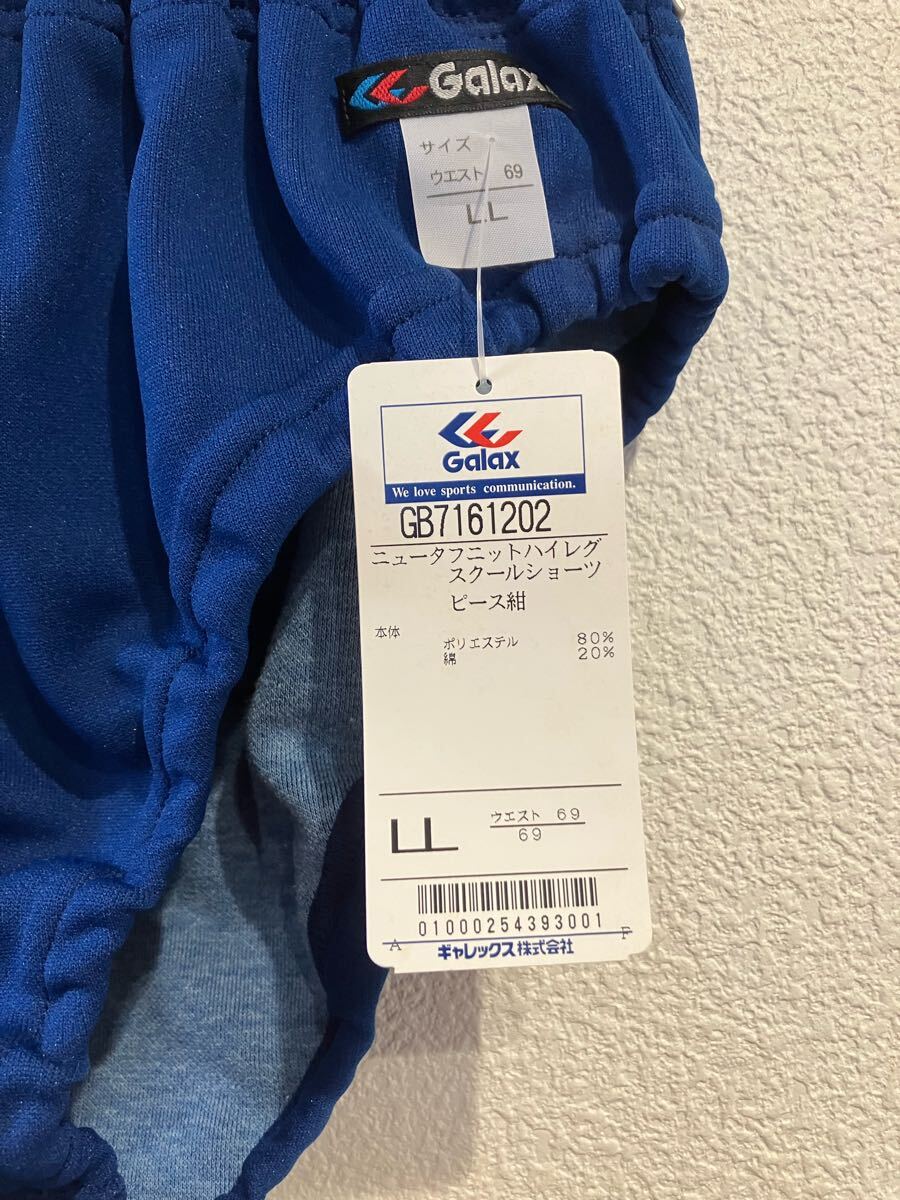 Galax
サイズ
ウエスト 69
LL
Galax
We love sports communication.
GB7161202
ニュータフニットハイレグ
スクールショーツ
ピース紺
本体
ポリエステル 80%
綿 20%
LL
ウエスト 69
69
01000254393001
A
F
ギャレックス株式会社